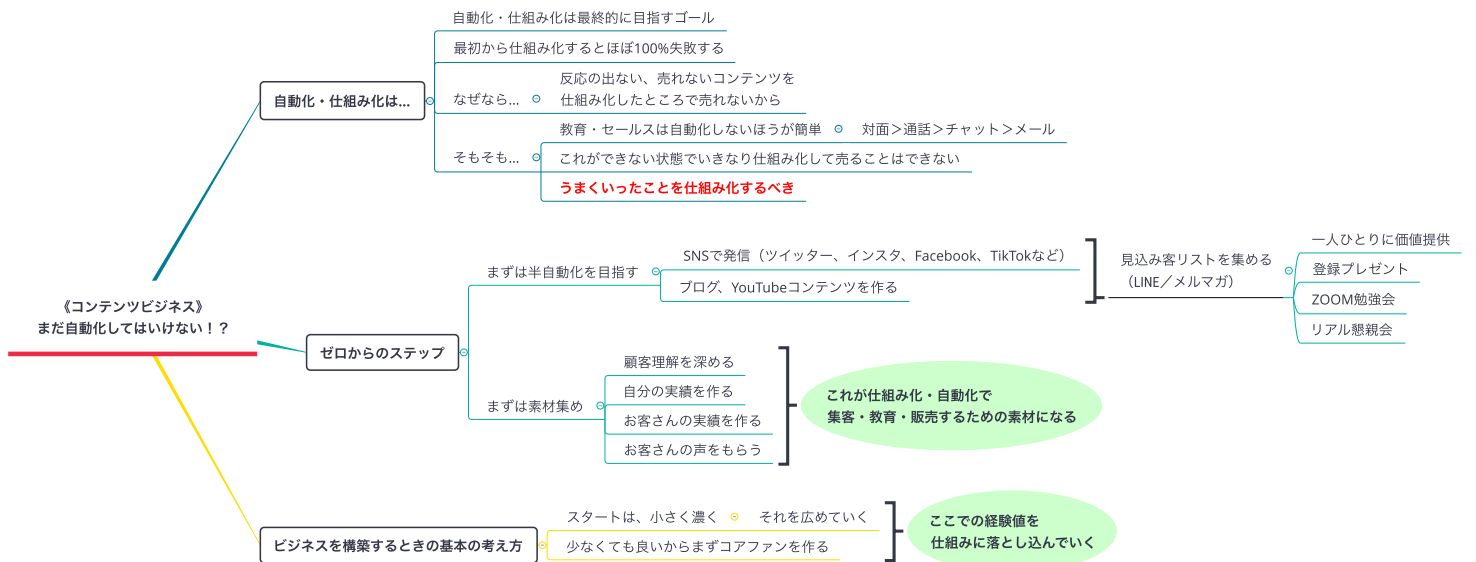 《コンテンツビジネス》
まだ自動化してはいけない！？
自動化・仕組み化は...
自動化・仕組み化は最終的に目指すゴール
最初から仕組み化するとほぼ100%失敗する
なぜなら...
反応の出ない、売れないコンテンツを
仕組み化したところで売れないから
そもそも...
教育・セールスは自動化しないほうが簡単
対面＞通話＞チャット＞メール
これができない状態でいきなり仕組み化して売ることはできない
うまくいったことを仕組み化するべき
ゼロからのステップ
まずは半自動化を目指す
SNSで発信（ツイッター、インスタ、Facebook、TikTokなど）
ブログ、YouTubeコンテンツを作る
見込み客リストを集める
（LINE／メルマガ）
一人ひとりに価値提供
登録プレゼント
ZOOM勉強会
リアル懇親会
まずは素材集め
顧客理解を深める
自分の実績を作る
お客さんの実績を作る
お客さんの声をもらう
これが仕組み化・自動化で
集客・教育・販売するための素材になる
ビジネスを構築するときの基本の考え方
スタートは、小さく濃く
それを広めていく
少なくても良いからまずコアファンを作る
ここでの経験値を
仕組みに落とし込んでいく